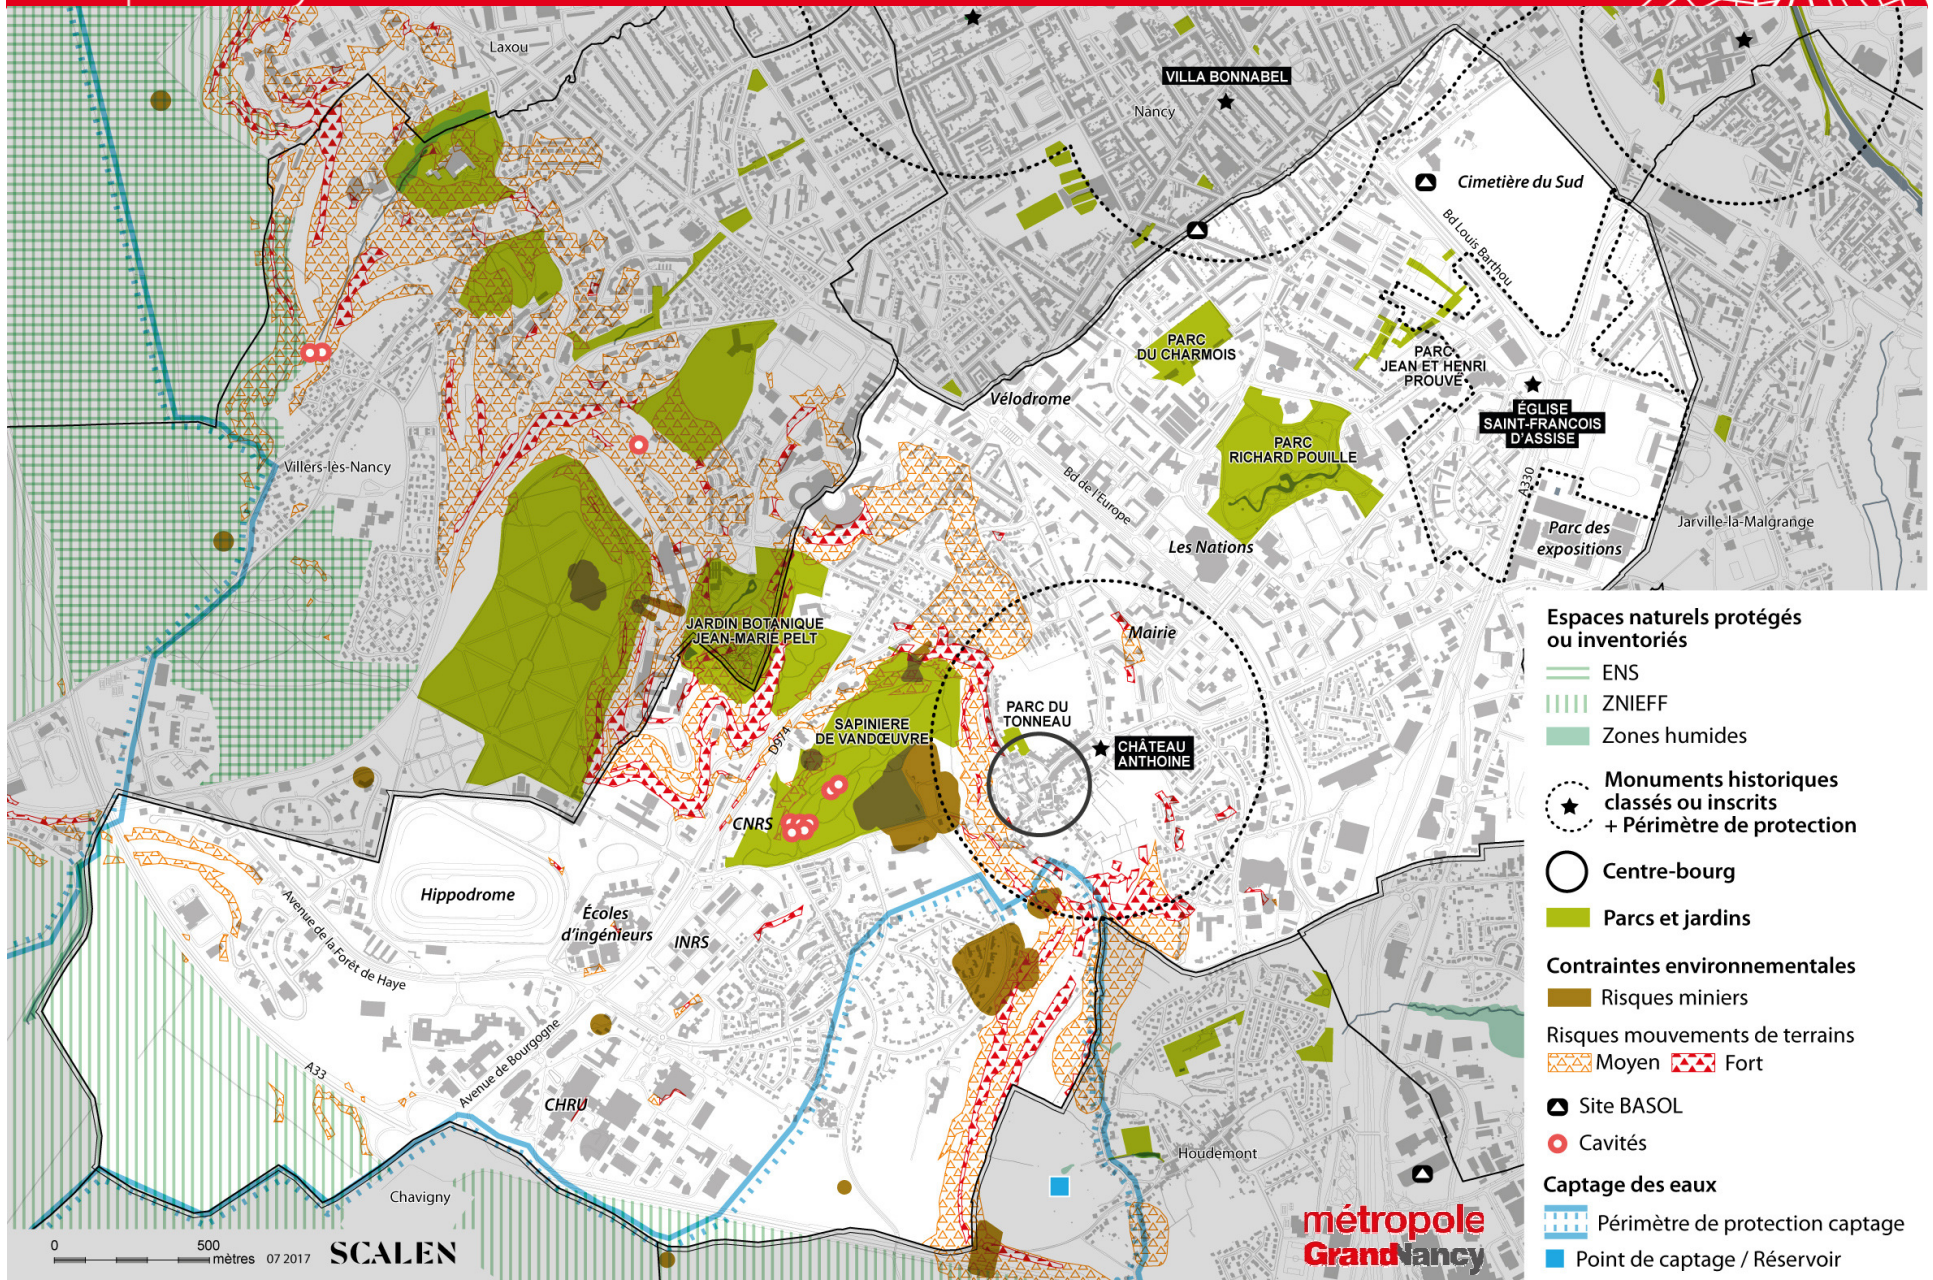 Laxou
VILLA BONNABEL
Nancy
Cimetière du Sud
Bd Louis Barthou
PARC
DU CHARMOIS
PARC
JEAN ET HENRI
PROUVÉ
Vélodrome
ÉGLISE
SAINT-FRANCOIS
D'ASSISE
PARC
RICHARD POUILLE
Villers-lès-Nancy
Bd de l'Europe
A330
Parc des
expositions
Jarville-la-Malgrange
Les Nations
JARDIN BOTANIQUE
JEAN-MARIE PELT
Mairie
PARC DU
TONNEAU
SAPINIERE
DE VANDŒUVRE
D974
CHÂTEAU
ANTHOINE
CNRS
Hippodrome
Écoles
d'ingénieurs
INRS
Avenue de la Forêt de Haye
Avenue de Bourgogne
A33
CHRU
Houdemont
Chavigny
Espaces naturels protégés
ou inventoriés
ENS
ZNIEFF
Zones humides
Monuments historiques
classés ou inscrits
+ Périmètre de protection
Centre-bourg
Parcs et jardins
Contraintes environnementales
Risques miniers
Risques mouvements de terrains
Moyen Fort
Site BASOL
Cavités
Captage des eaux
Périmètre de protection captage
Point de captage / Réservoir
0 500
mètres 07 2017 SCALEN
métropole
GrandNancy